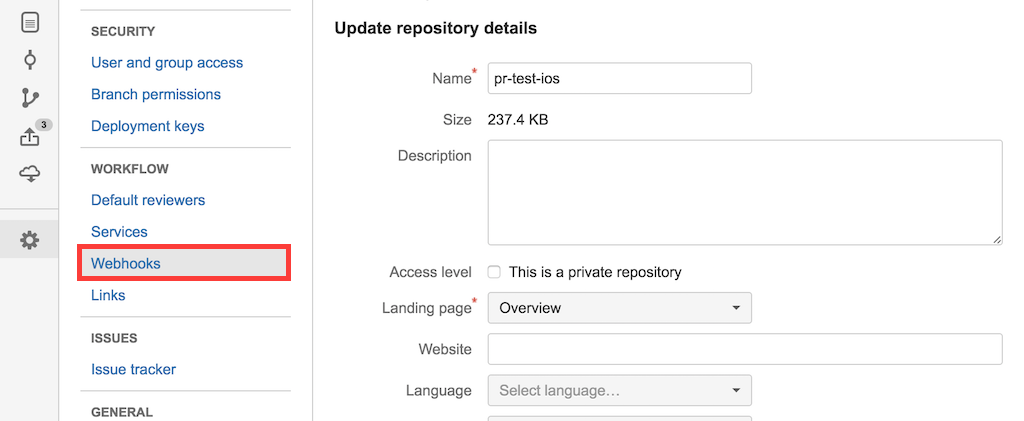 3
SECURITY
User and group access
Branch permissions
Deployment keys
WORKFLOW
Default reviewers
Services
Webhooks
Links
ISSUES
Issue tracker
GENERAL
Update repository details
Name*
pr-test-ios
Size
237.4 KB
Description
Access level
This is a private repository
Landing page*
Overview
Website
Language
Select language...